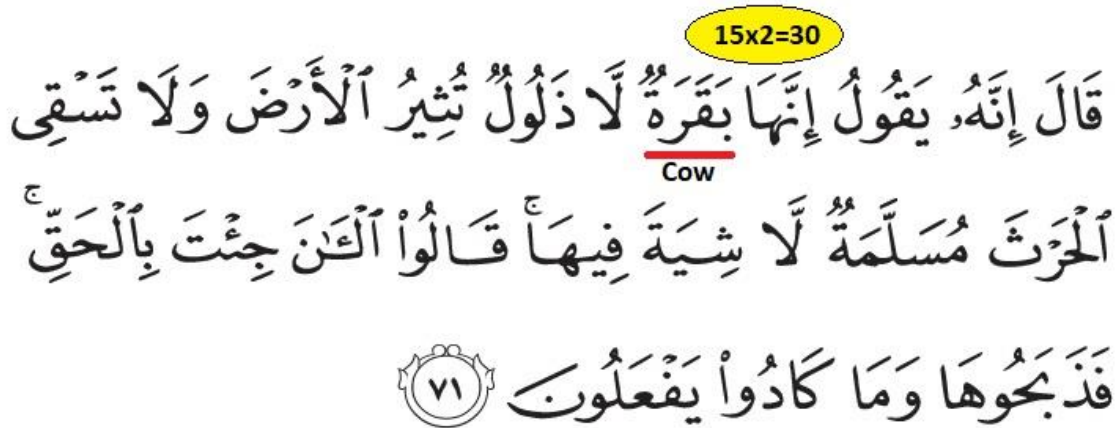 15x2=30
قَالَ إِنَّهُۥ يَقُولُ إِنَّهَا بَقَرَةٌ لَّا ذَلُولٌ تُثِيرُ ٱلْأَرْضَ وَلَا تَسْقِى
Cow
ٱلْحَرْثَ مُسَلَّمَةٌ لَّا شِيَةَ فِيهَا ۚ قَالُوا۟ ٱلْـَٔـٰنَ جِئْتَ بِٱلْحَقِّ ۚ
فَذَبَحُوهَا وَمَا كَادُوا۟ يَفْعَلُونَ ٧١